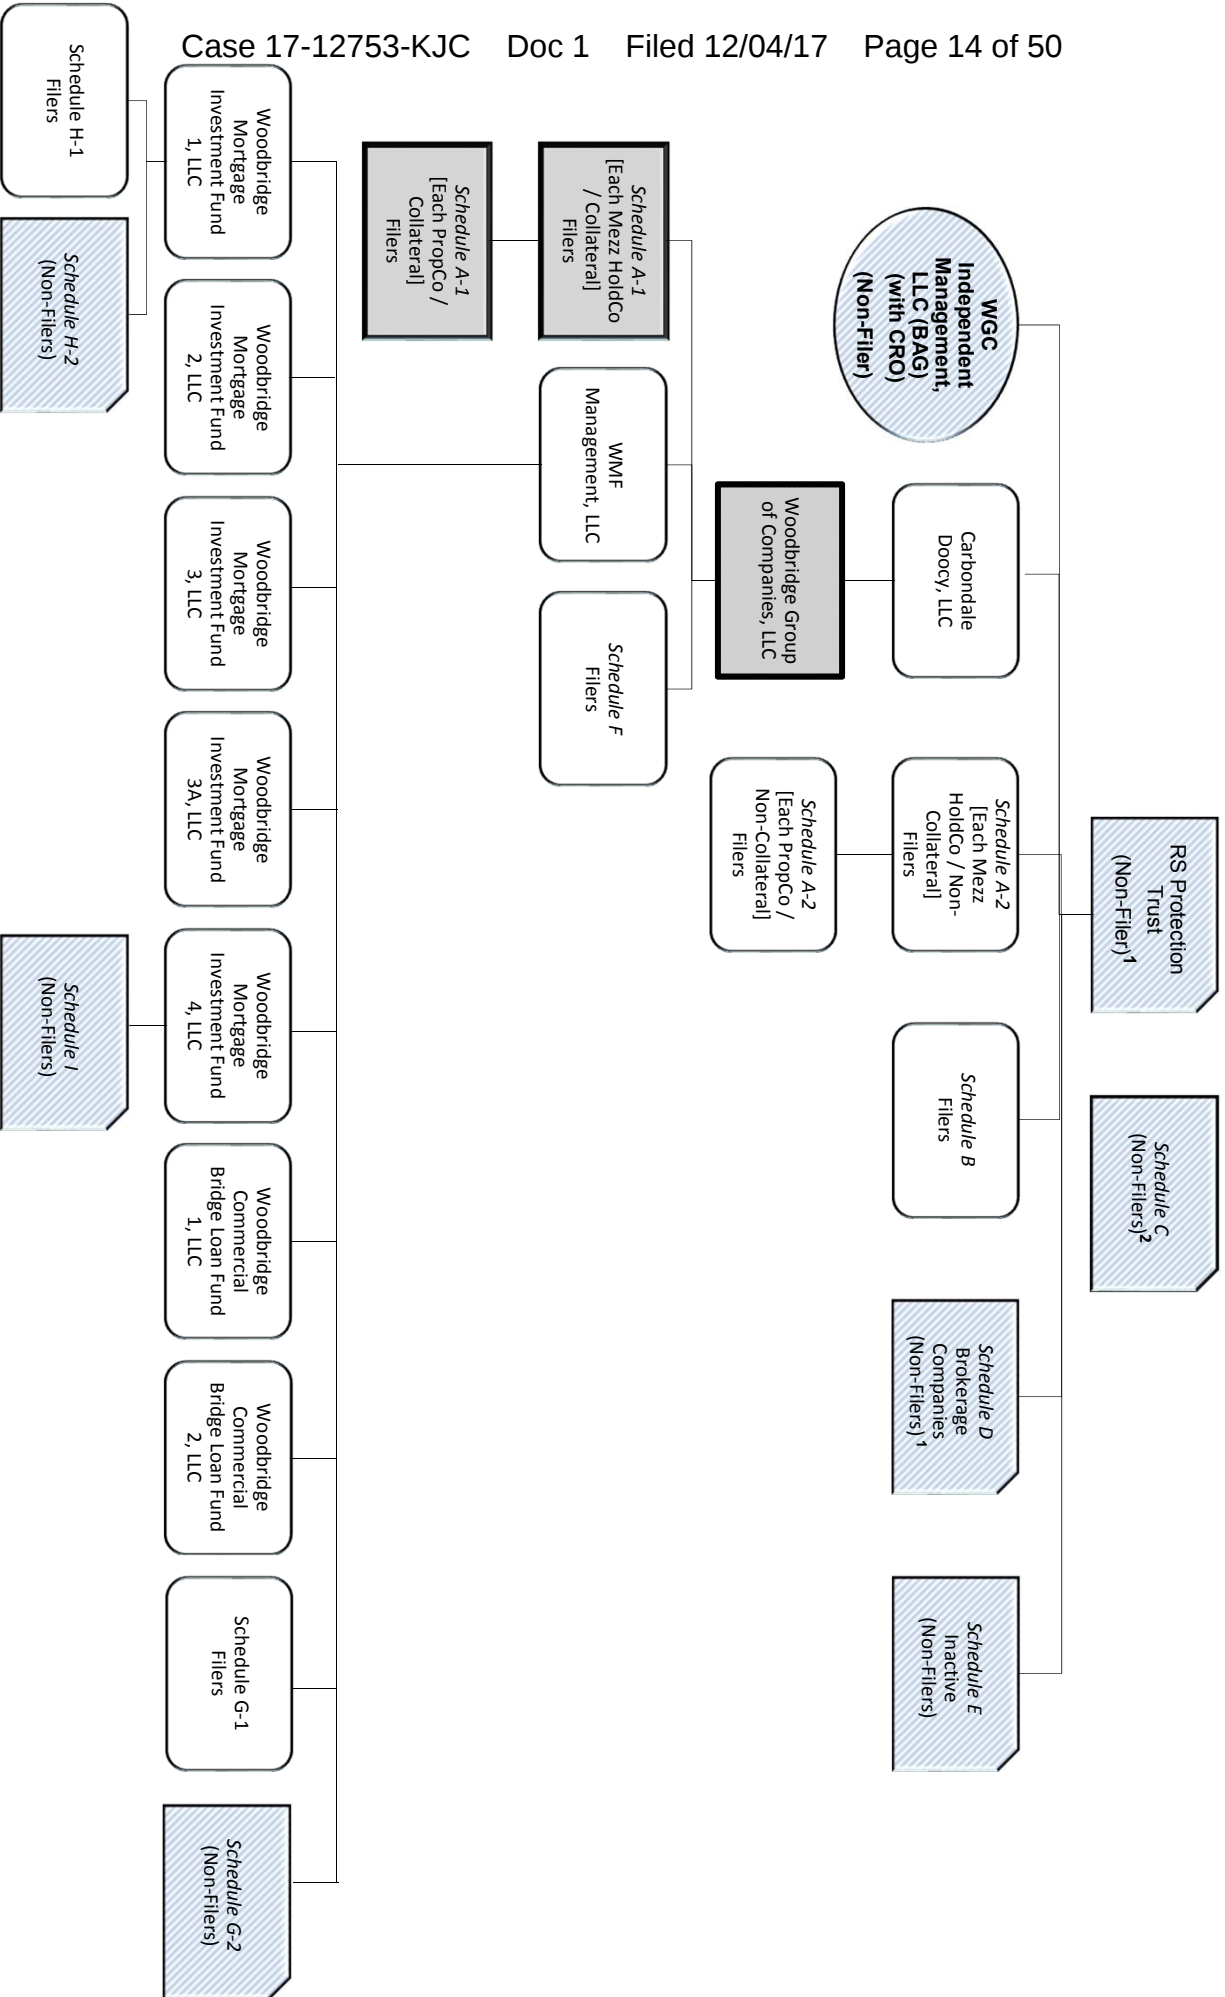 Case 17-12753-KJC Doc 1 Filed 12/04/17 Page 14 of 50
RS Protection
Trust
(Non-Filer)¹
Schedule C
(Non-Filers)²
WGC
Independent
Management,
LLC (BAG)
(with CRO)
(Non-Filer)
Carbondale
Doocy, LLC
Schedule A-2
[Each Mezz
HoldCo / Non-
Collateral]
Filers
Schedule B
Filers
Schedule D
Brokerage
Companies
(Non-Filers) ¹
Schedule E
Inactive
(Non-Filers)
Woodbridge Group
of Companies, LLC
Schedule A-2
[Each PropCo /
Non-Collateral]
Filers
Schedule A-1
[Each Mezz HoldCo
/ Collateral]
Filers
WMF
Management, LLC
Schedule F
Filers
Schedule A-1
[Each PropCo /
Collateral]
Filers
Woodbridge
Mortgage
Investment Fund
1, LLC
Woodbridge
Mortgage
Investment Fund
2, LLC
Woodbridge
Mortgage
Investment Fund
3, LLC
Woodbridge
Mortgage
Investment Fund
3A, LLC
Woodbridge
Mortgage
Investment Fund
4, LLC
Woodbridge
Commercial
Bridge Loan Fund
1, LLC
Woodbridge
Commercial
Bridge Loan Fund
2, LLC
Schedule G-1
Filers
Schedule G-2
(Non-Filers)
Schedule H-1
Filers
Schedule H-2
(Non-Filers)
Schedule I
(Non-Filers)